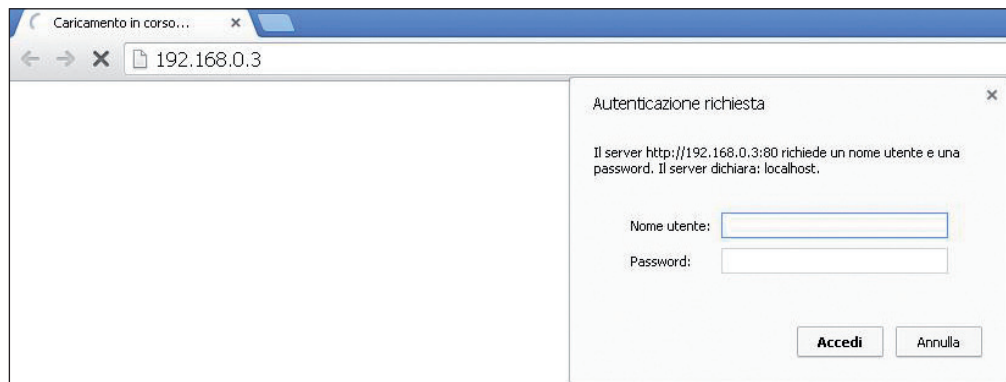 Caricamento in corso...
192.168.0.3
Autenticazione richiesta
Il server http://192.168.0.3:80 richiede un nome utente e una
password. Il server dichiara: localhost.
Nome utente:
Password:
Accedi Annulla